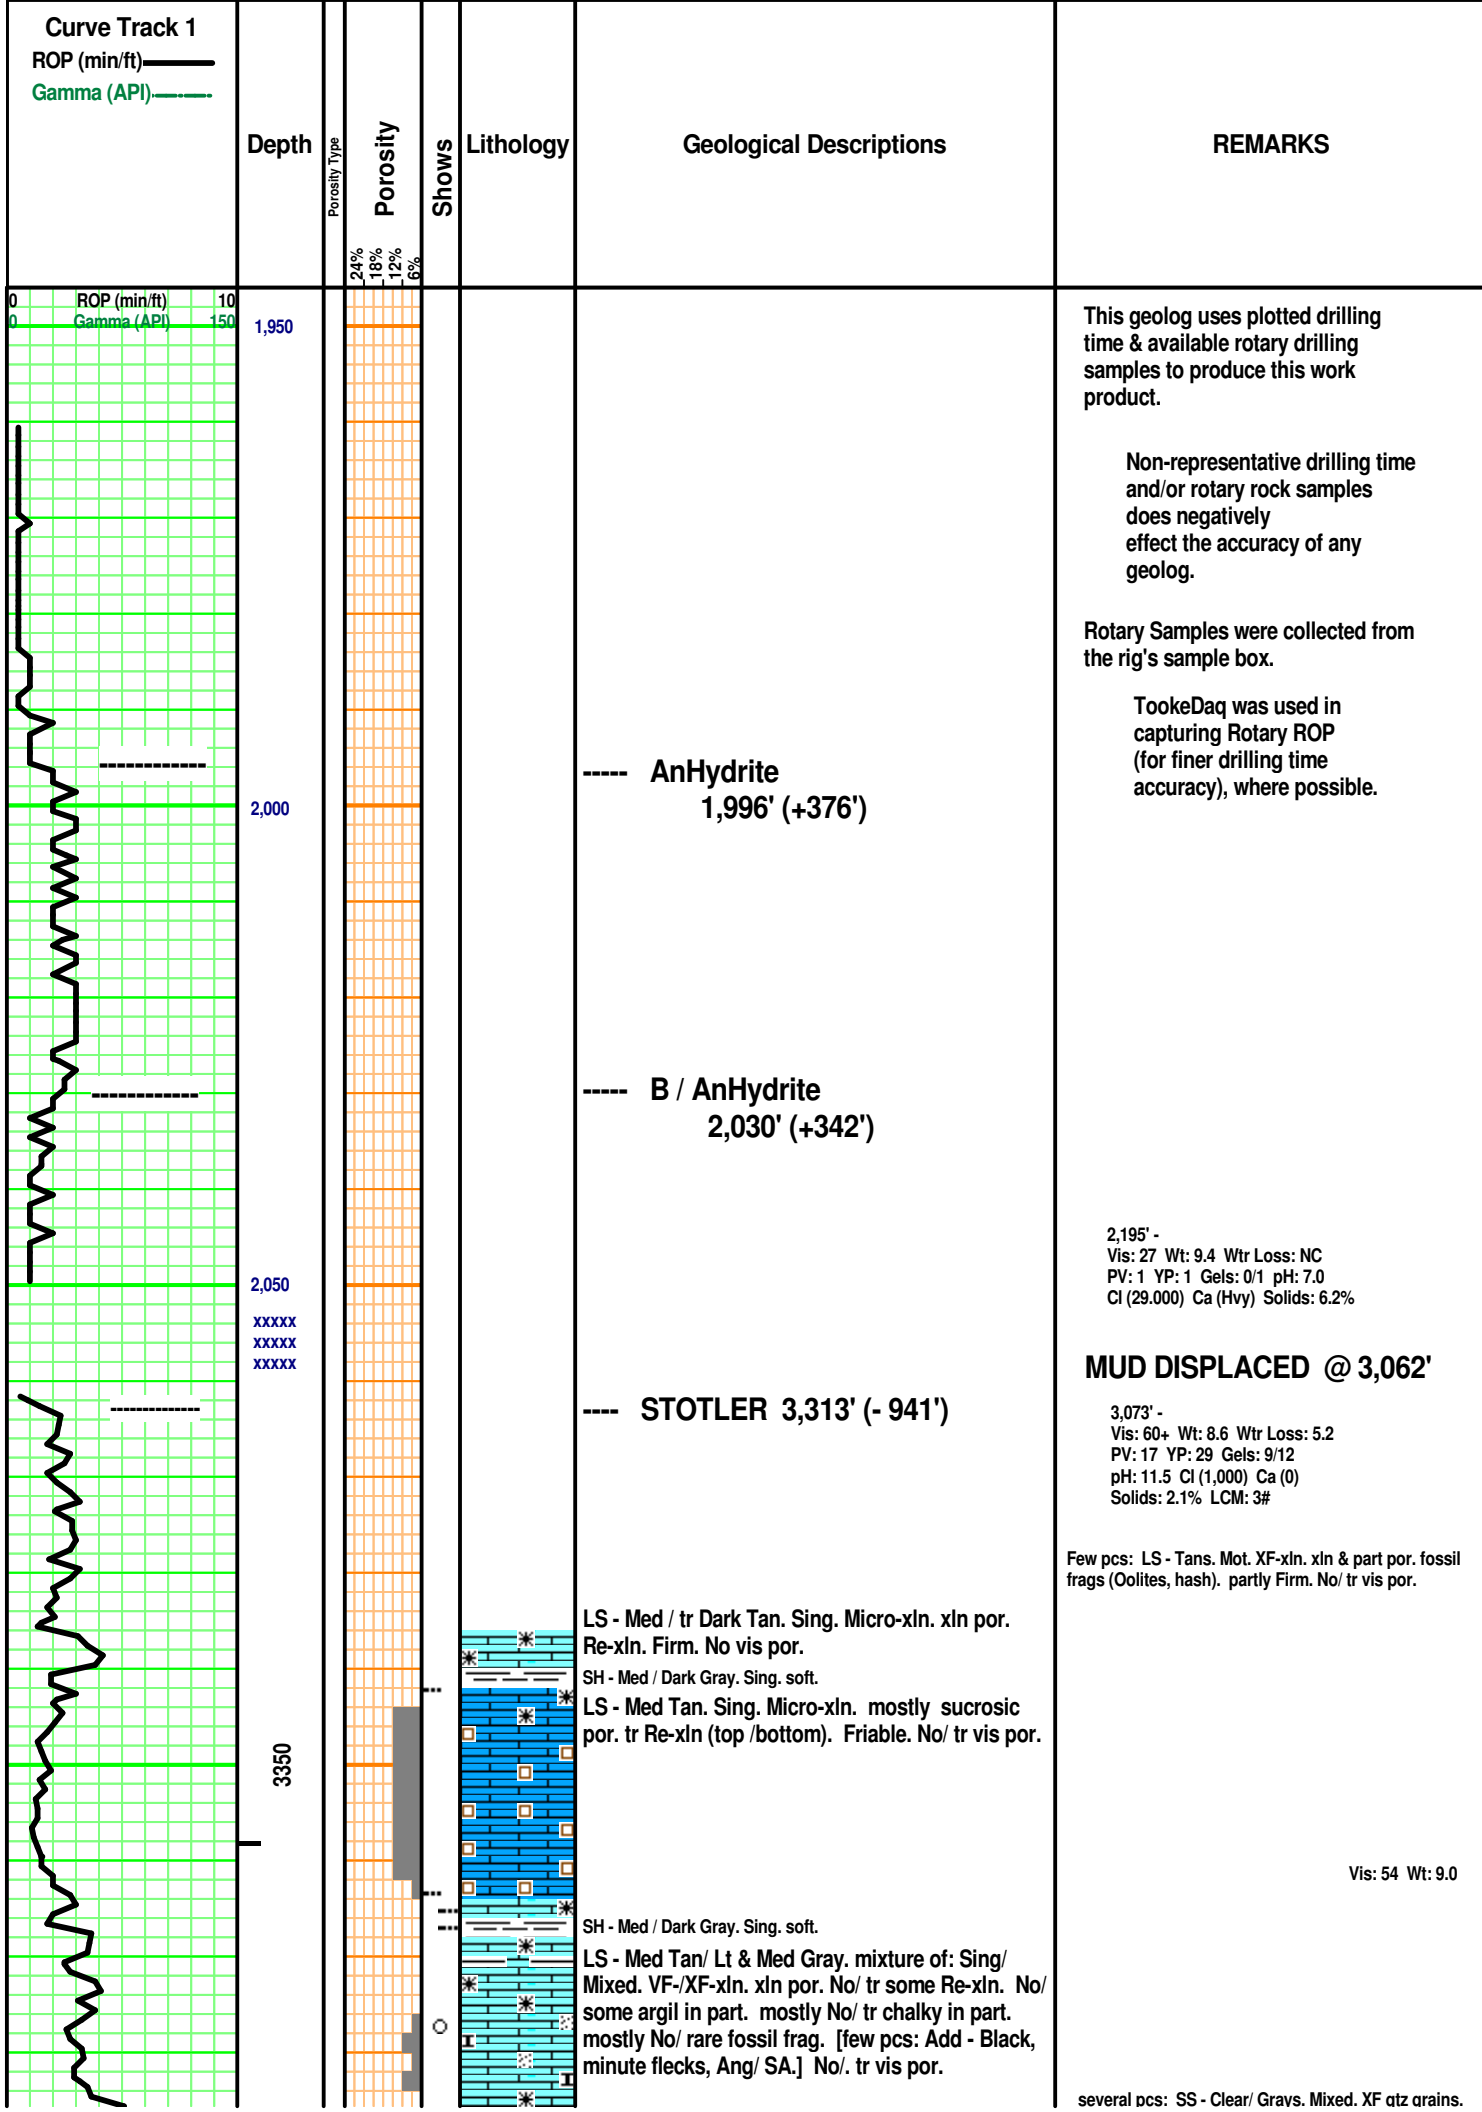 Curve Track 1
ROP (min/ft)
Gamma (API)
Depth
Porosity Type
Porosity
24%
18%
12%
6%
Shows
Lithology
Geological Descriptions
REMARKS
0 ROP (min/ft) 10
0 Gamma (API) 150
1,950
This geolog uses plotted drilling
time & available rotary drilling
samples to produce this work
product.
Non-representative drilling time
and/or rotary rock samples
does negatively
effect the accuracy of any
geolog.
Rotary Samples were collected from
the rig's sample box.
TookeDaq was used in
capturing Rotary ROP
(for finer drilling time
accuracy), where possible.
------------
----- AnHydrite
1,996' (+376')
2,000
------------
----- B / AnHydrite
2,030' (+342')
2,195' -
Vis: 27 Wt: 9.4 Wtr Loss: NC
PV: 1 YP: 1 Gels: 0/1 pH: 7.0
Cl (29.000) Ca (Hvy) Solids: 6.2%
2,050
xxxxx
xxxxx
xxxxx
MUD DISPLACED @ 3,062'
--------------
---- STOTLER 3,313' (- 941')
3,073' -
Vis: 60+ Wt: 8.6 Wtr Loss: 5.2
PV: 17 YP: 29 Gels: 9/12
pH: 11.5 Cl (1,000) Ca (0)
Solids: 2.1% LCM: 3#
Few pcs: LS - Tans. Mot. XF-xln. xln & part por. fossil
frags (Oolites, hash). partly Firm. No/ tr vis por.
LS - Med / tr Dark Tan. Sing. Micro-xln. xln por.
Re-xln. Firm. No vis por.
SH - Med / Dark Gray. Sing. soft.
LS - Med Tan. Sing. Micro-xln. mostly sucrosic
por. tr Re-xln (top /bottom). Friable. No/ tr vis por.
3350
Vis: 54 Wt: 9.0
SH - Med / Dark Gray. Sing. soft.
LS - Med Tan/ Lt & Med Gray. mixture of: Sing/
Mixed. VF-/XF-xln. xln por. No/ tr some Re-xln. No/
some argil in part. mostly No/ tr chalky in part.
mostly No/ rare fossil frag. [few pcs: Add - Black,
minute flecks, Ang/ SA.] No/. tr vis por.
several pcs: SS - Clear/ Grays. Mixed. XF qtz grains.